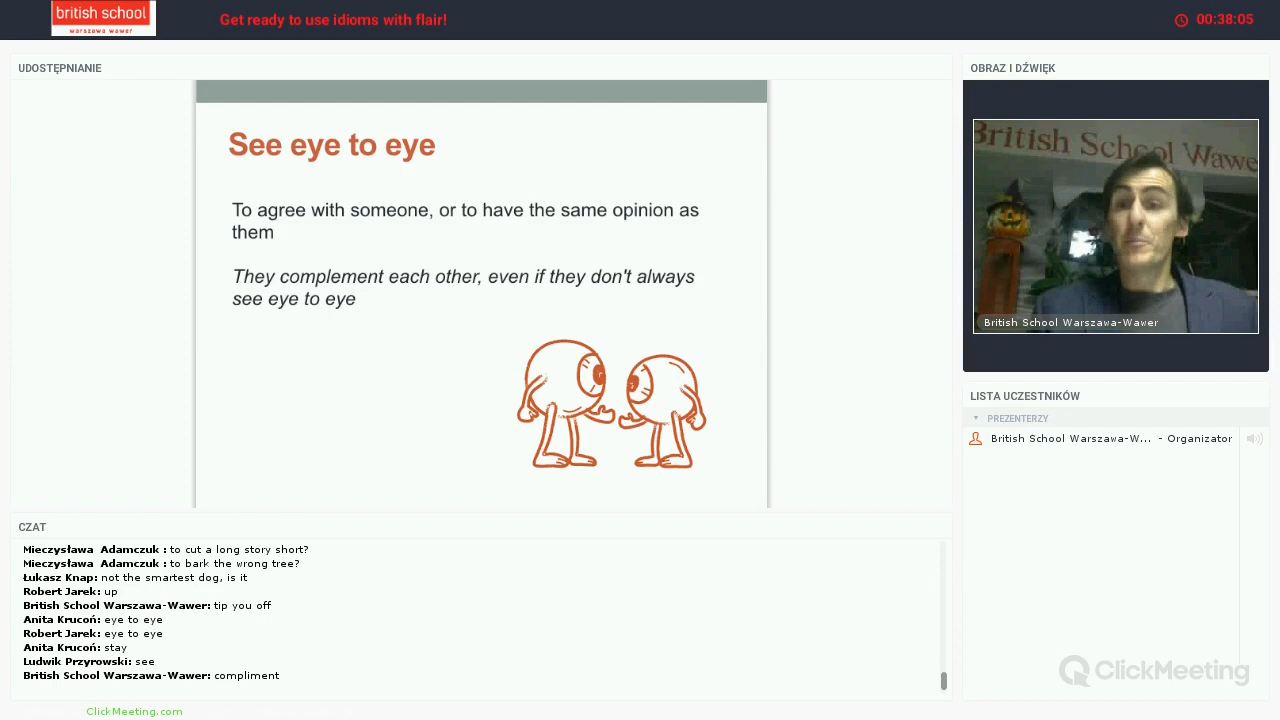 british school
warszawa wawer
Get ready to use idioms with flair!
00:38:05
UDOSTĘPNIANIE
See eye to eye
To agree with someone, or to have the same opinion as
them
They complement each other, even if they don't always
see eye to eye
OBRAZ I DŹWIĘK
British School Wawe
British School Warszawa-Wawer
LISTA UCZESTNIKÓW
PREZENTERZY
British School Warszawa-W... - Organizator
CZAT
Mieczysława Adamczuk : to cut a long story short?
Mieczysława Adamczuk : to bark the wrong tree?
Łukasz Knap: not the smartest dog, is it
Robert Jarek: up
British School Warszawa-Wawer: tip you off
Anita Krucoń: eye to eye
Robert Jarek: eye to eye
Anita Krucoń: stay
Ludwik Przyrowski: see
British School Warszawa-Wawer: compliment
ClickMeeting
ClickMeeting.com